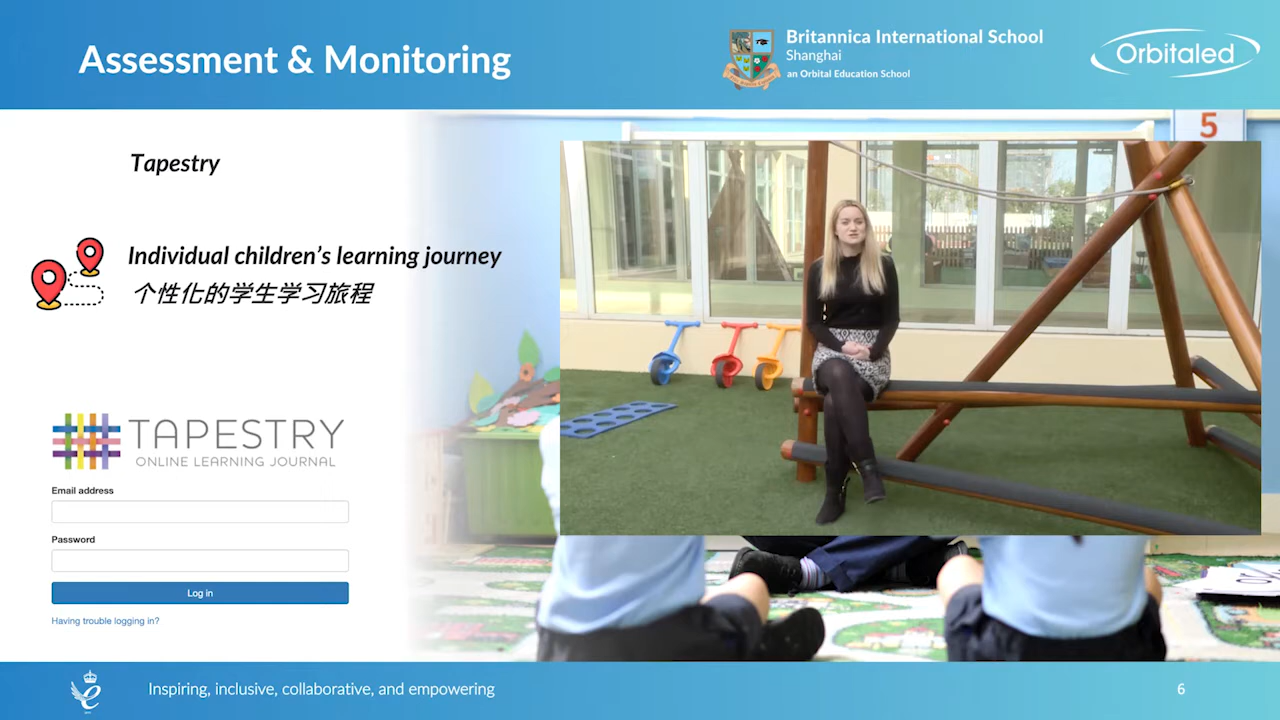 Assessment & Monitoring
Britannica International School
Shanghai
an Orbital Education School
Orbitaled
5
Tapestry
Individual children's learning journey
个性化的学生学习旅程
TAPESTRY
ONLINE LEARNING JOURNAL
Email address
Password
Log in
Having trouble logging in?
Inspiring, inclusive, collaborative, and empowering
6